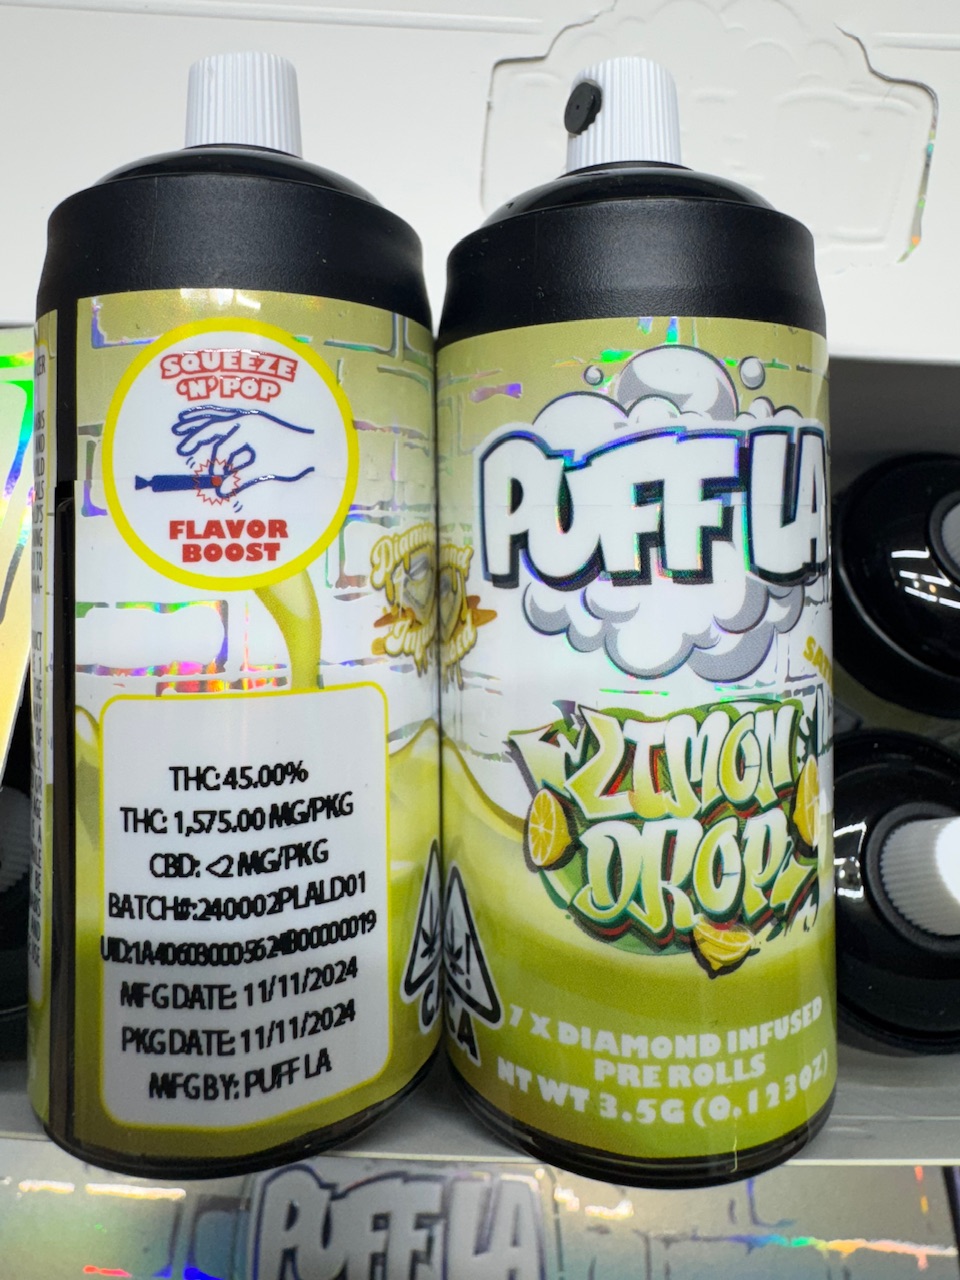 SQUEEZE
'N' POP
FLAVOR
BOOST
THC: 45.00%
THC: 1,575.00 MG/PKG
CBD: <2 MG/PKG
BATCH#: 240002PLALD01
UID:1A406030005624B00000019
MFG DATE: 11/11/2024
PKG DATE: 11/11/2024
MFG BY: PUFF LA
PUFF LA
LIMON
DROP
CA
7 X DIAMOND INFUSED
PRE ROLLS
NT WT 3.5G (0.123OZ)
PUFF LA